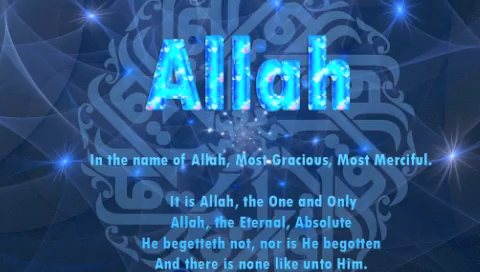 Allah
In the name of Allah, Most Gracious, Most Merciful.
It is Allah, the One and Only
Allah, the Eternal, Absolute
He begetteth not, nor is He begotten
And there is none like unto Him.